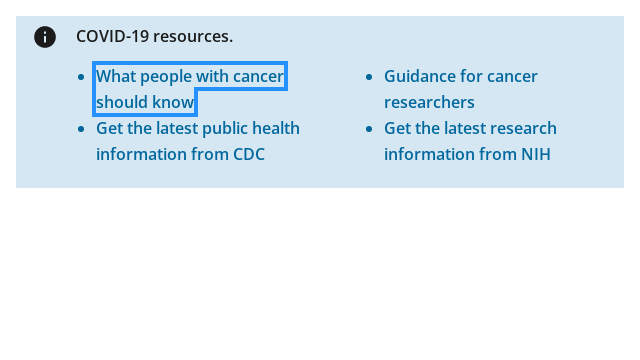 COVID-19 resources.
What people with cancer
should know
Get the latest public health
information from CDC
Guidance for cancer
researchers
Get the latest research
information from NIH